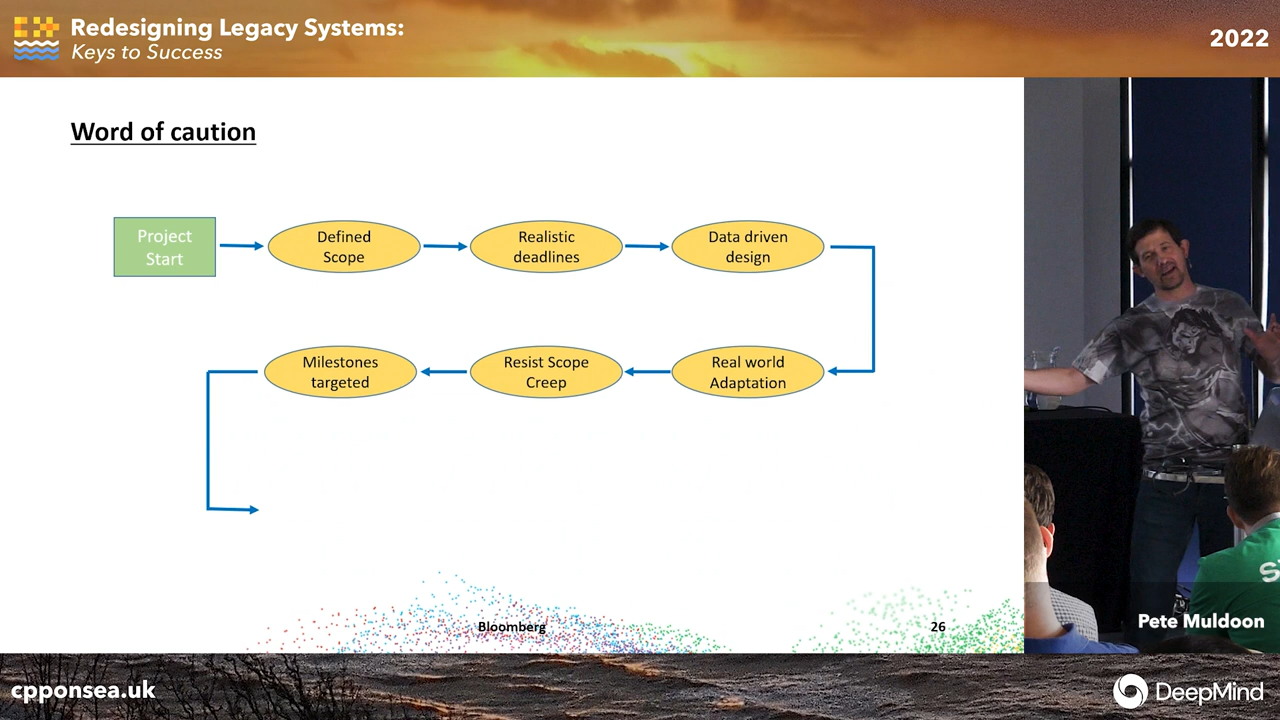 Redesigning Legacy Systems:
Keys to Success
2022
Word of caution
Project
Start
Defined
Scope
Realistic
deadlines
Data driven
design
Milestones
targeted
Resist Scope
Creep
Real world
Adaptation
Bloomberg
26
Pete Muldoon
cpponsea.uk
DeepMind